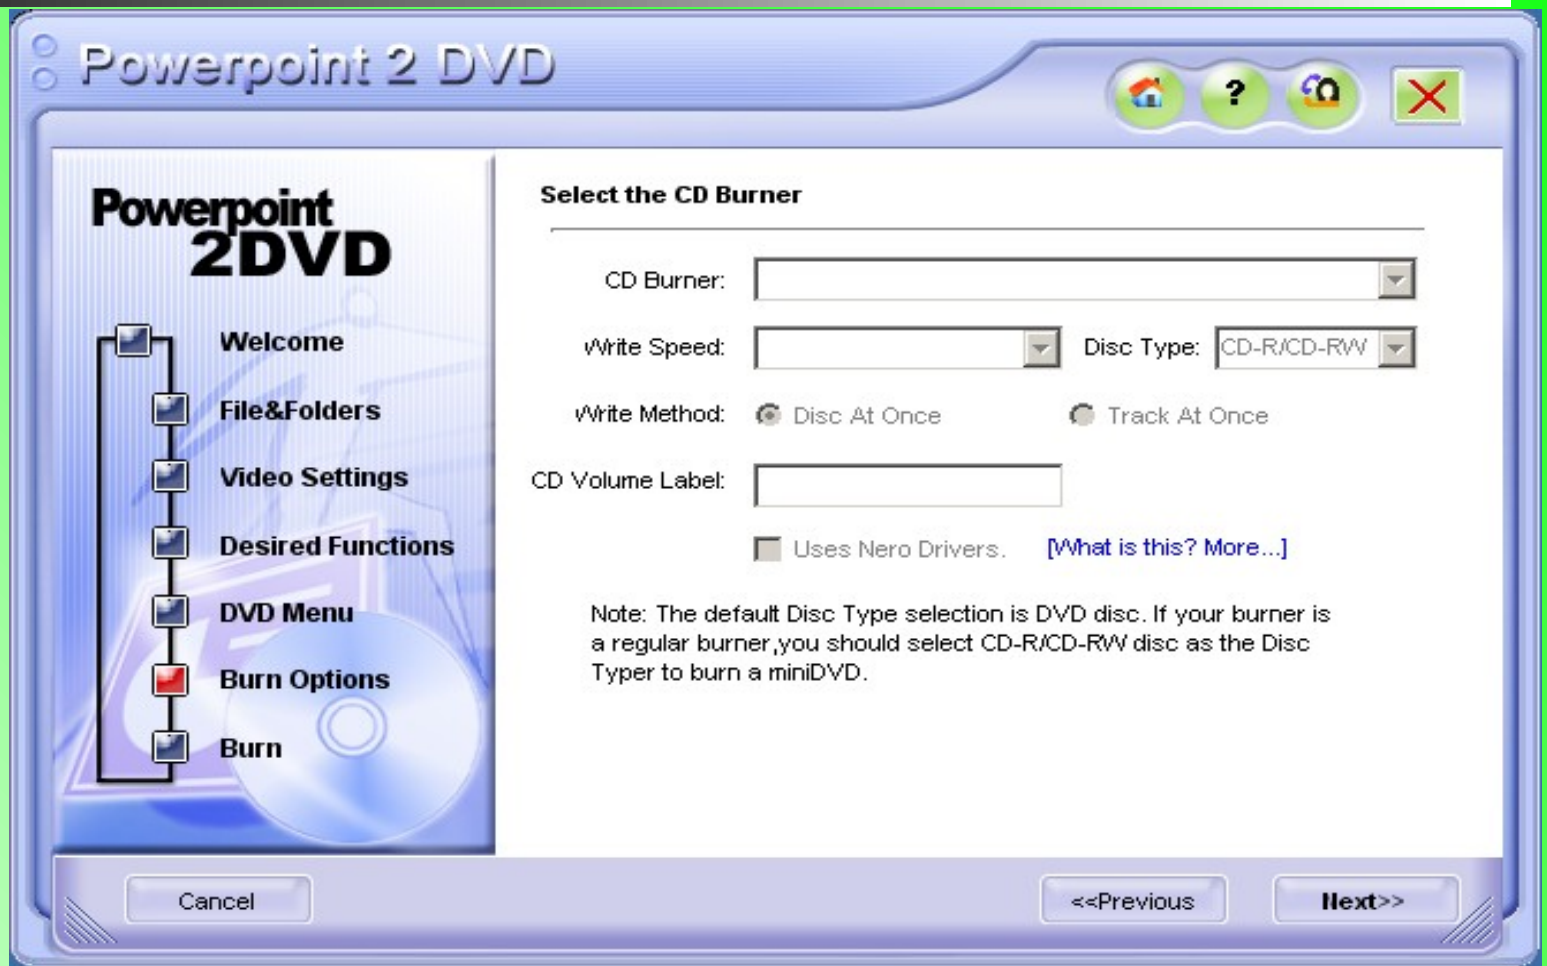 Powerpoint 2 DVD
?
Powerpoint
2DVD
Welcome
File&Folders
Video Settings
Desired Functions
DVD Menu
Burn Options
Burn
Select the CD Burner
CD Burner:
Write Speed:
Disc Type: CD-R/CD-RW
Write Method: Disc At Once Track At Once
CD Volume Label:
Uses Nero Drivers. [What is this? More...]
Note: The default Disc Type selection is DVD disc. If your burner is
a regular burner,you should select CD-R/CD-RW disc as the Disc
Typer to burn a miniDVD.
Cancel
<<Previous
Next>>